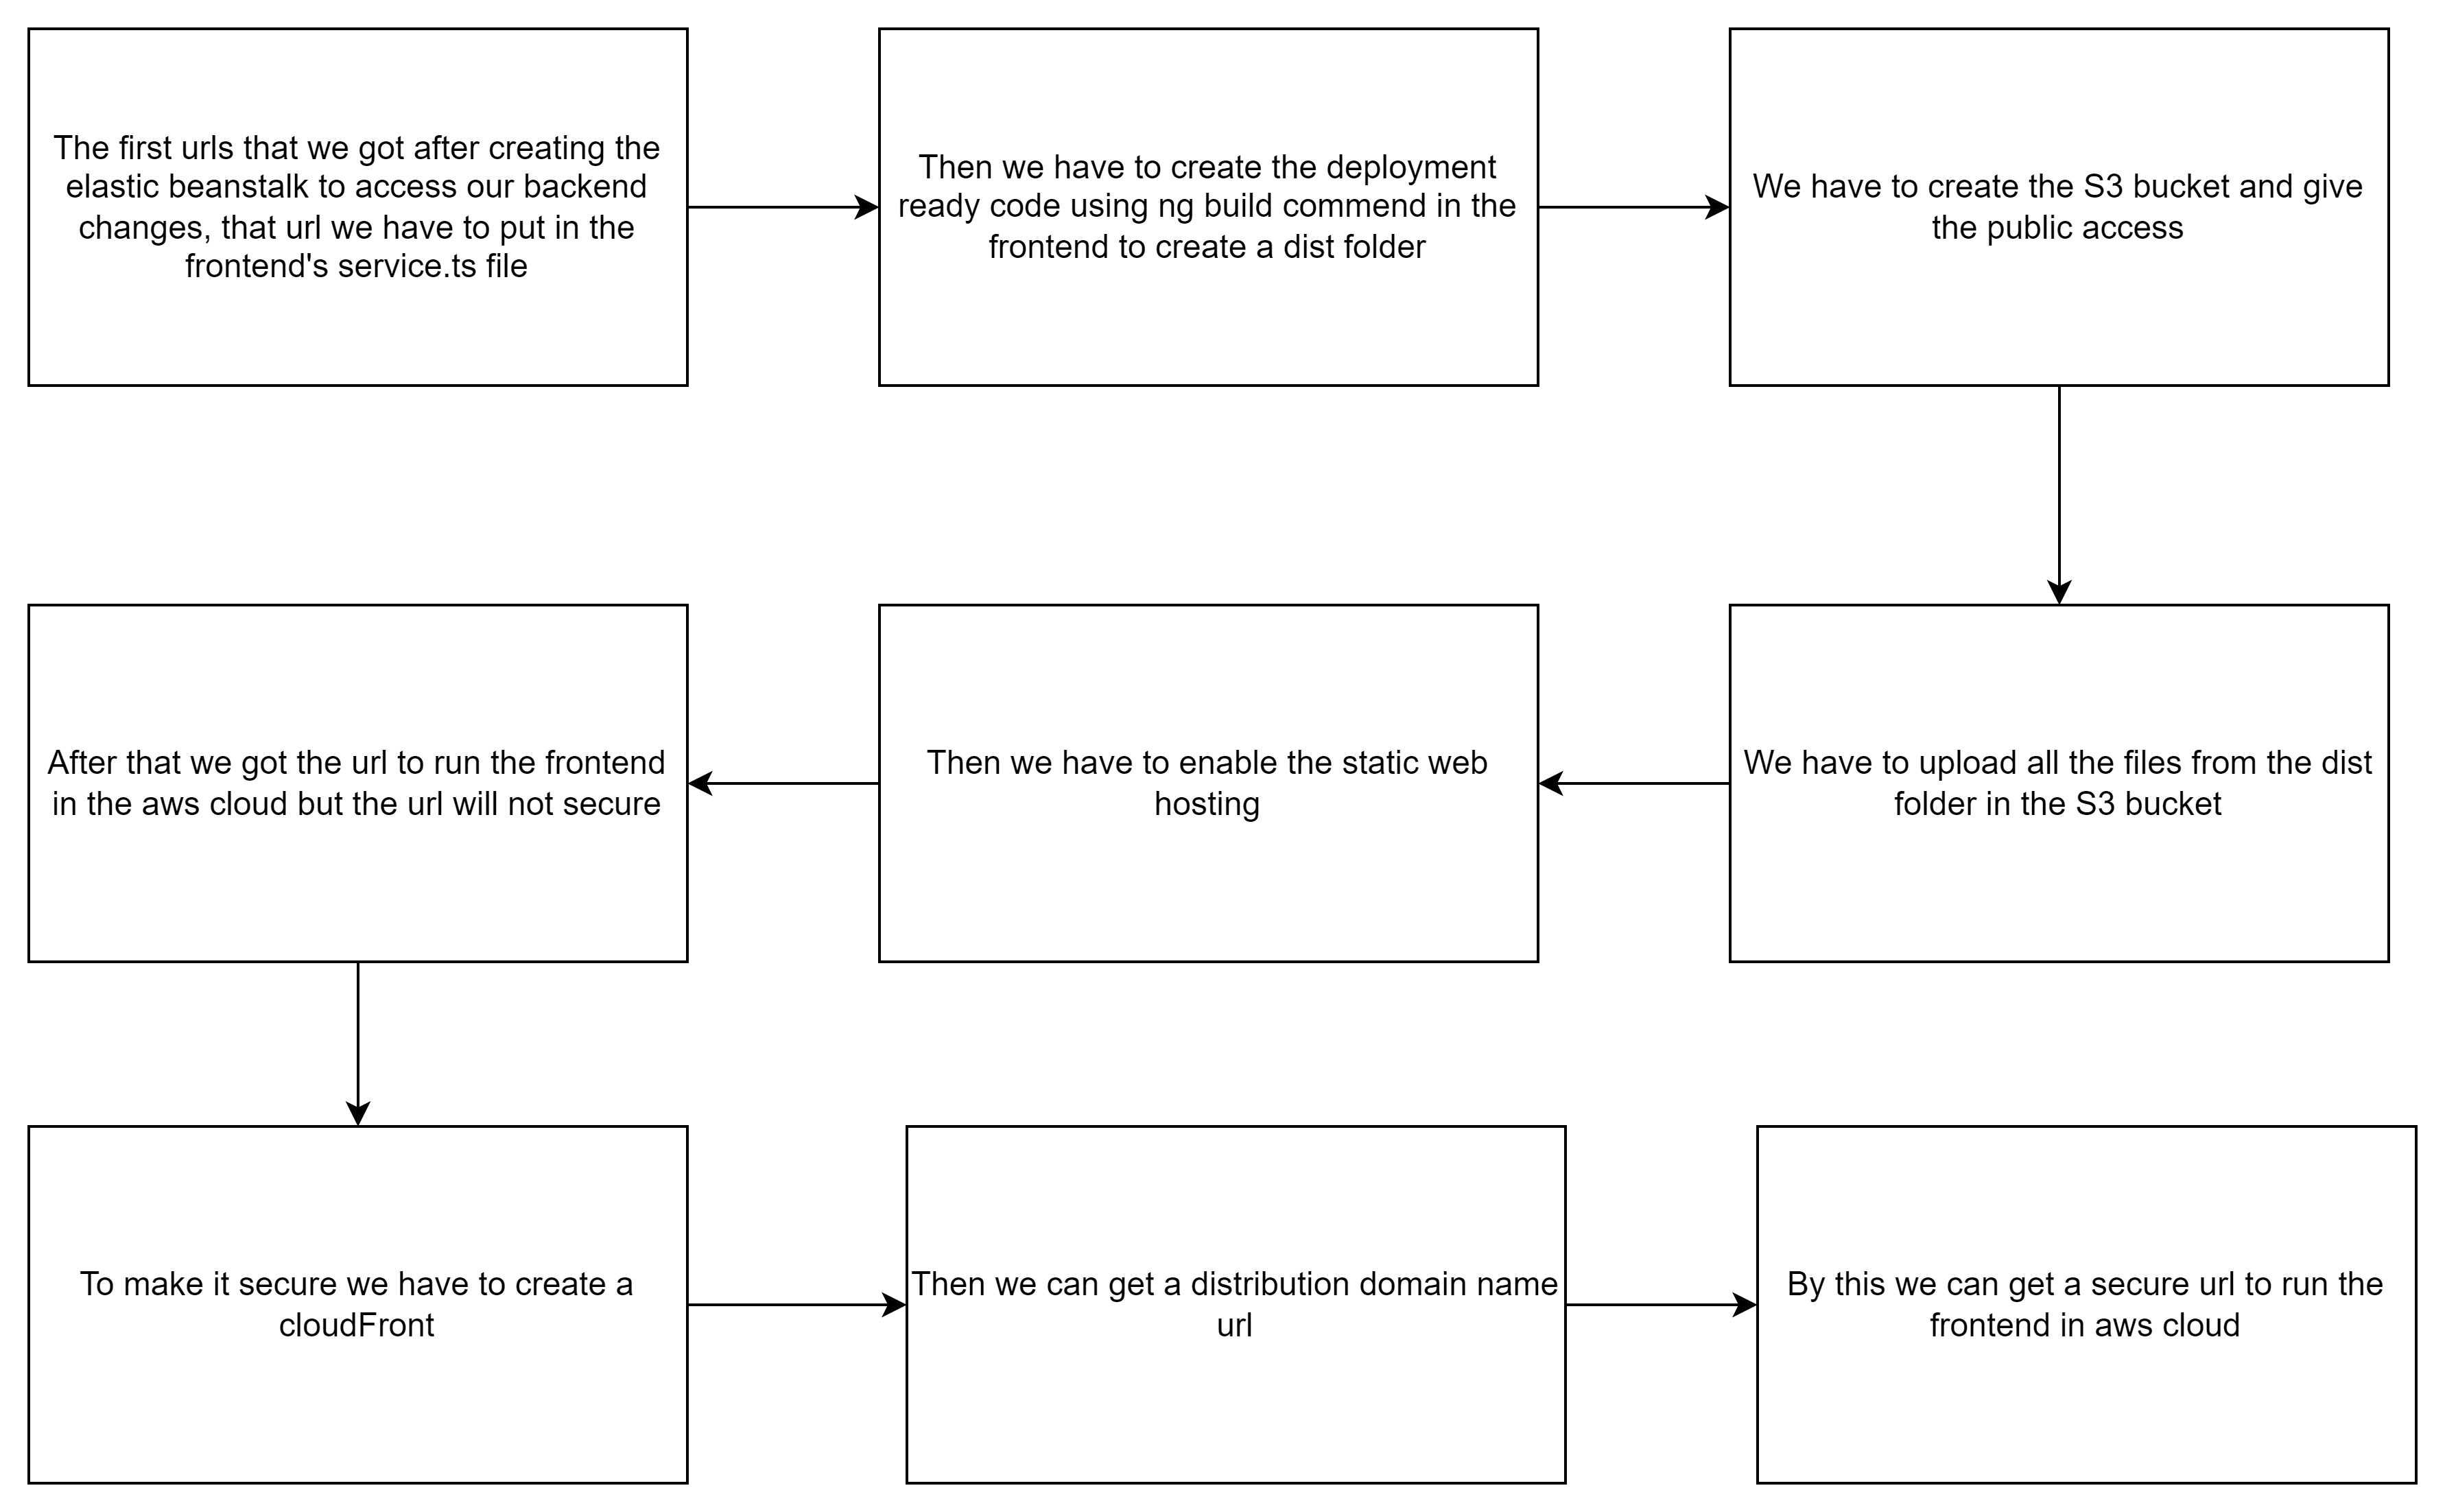 The first urls that we got after creating the
elastic beanstalk to access our backend
changes, that url we have to put in the
frontend's service.ts file
Then we have to create the deployment
ready code using ng build commend in the
frontend to create a dist folder
We have to create the S3 bucket and give
the public access
We have to upload all the files from the dist
folder in the S3 bucket
Then we have to enable the static web
hosting
After that we got the url to run the frontend
in the aws cloud but the url will not secure
To make it secure we have to create a
cloudFront
Then we can get a distribution domain name
url
By this we can get a secure url to run the
frontend in aws cloud